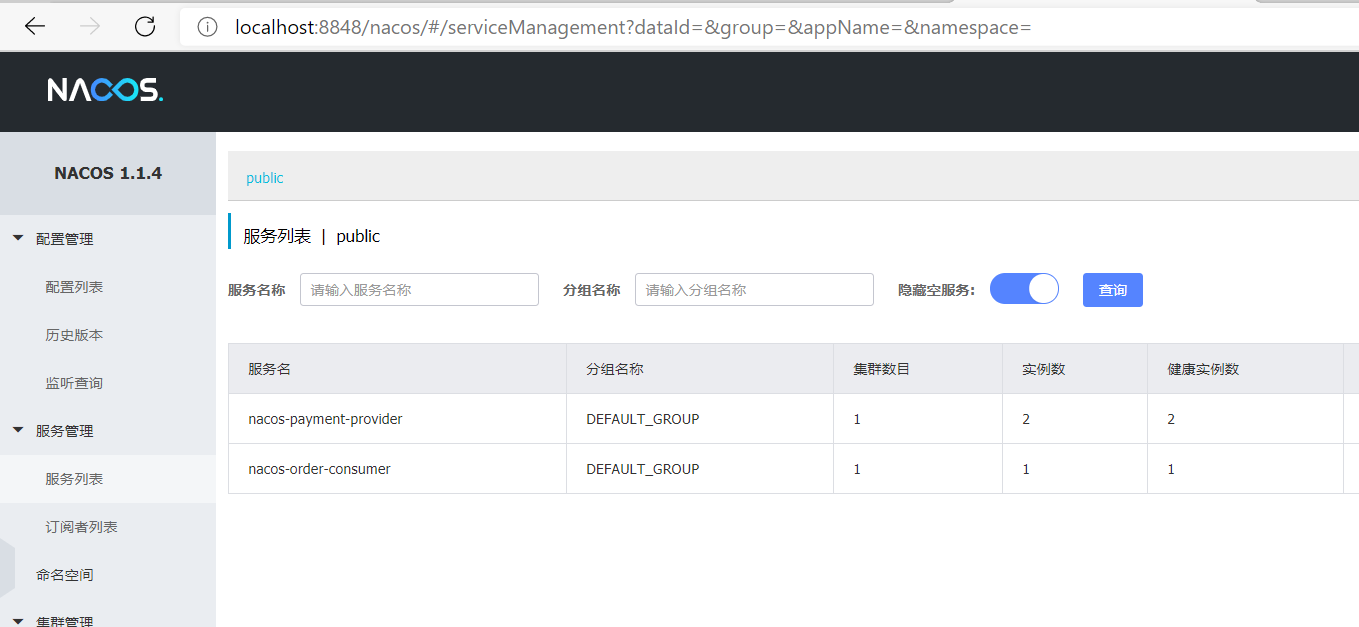 localhost:8848/nacos/#/serviceManagement?dataId=&group=&appName=&namespace=
NACOS.
NACOS 1.1.4
配置管理
配置列表
历史版本
监听查询
服务管理
服务列表
订阅者列表
命名空间
集群管理
public
服务列表 | public
服务名称 请输入服务名称 分组名称 请输入分组名称 隐藏空服务: 查询
服务名 分组名称 集群数目 实例数 健康实例数
nacos-payment-provider DEFAULT_GROUP 1 2 2
nacos-order-consumer DEFAULT_GROUP 1 1 1